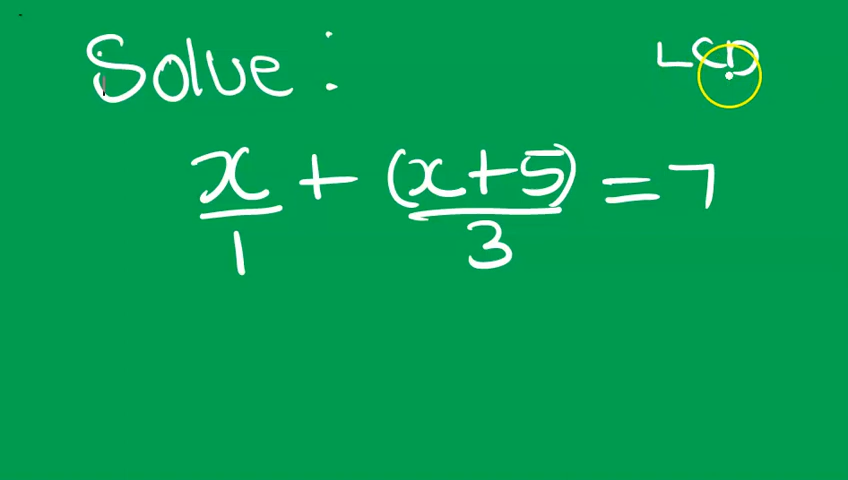 Solve :
LCD
x/1 + (x+5)/3 = 7